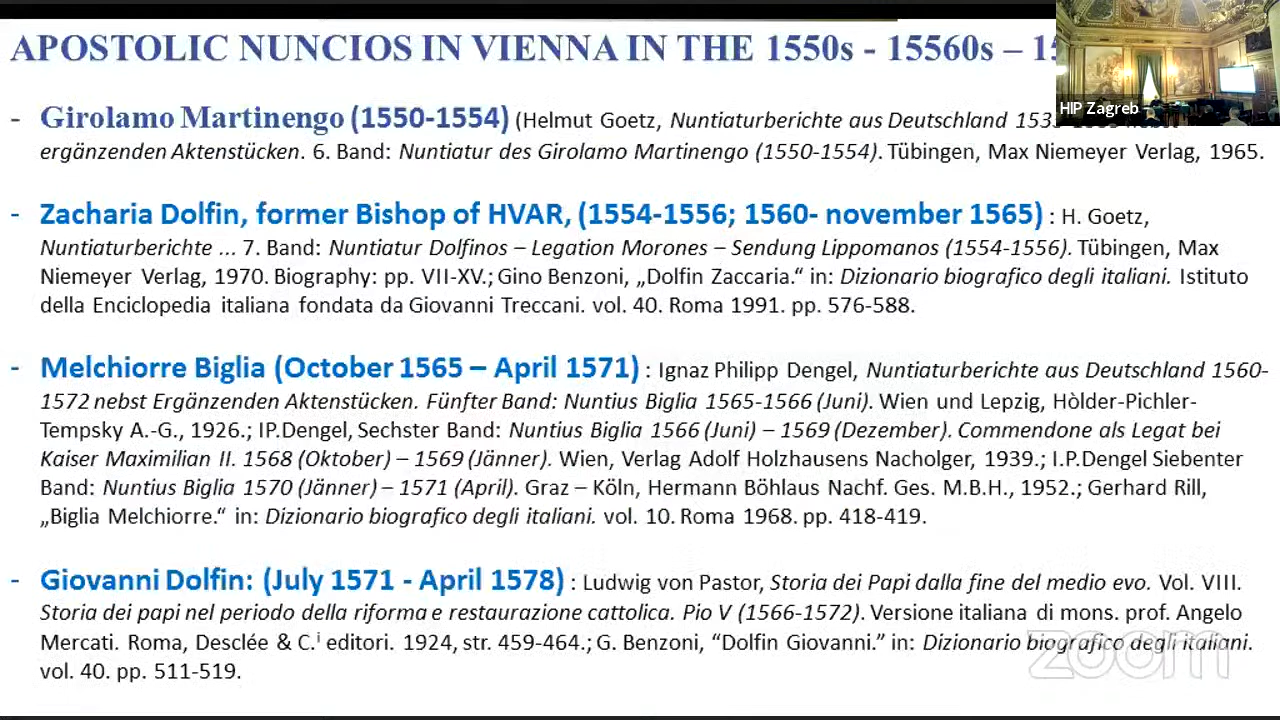 APOSTOLIC NUNCIOS IN VIENNA IN THE 1550s - 15560s –
HIP Zagreb
- Girolamo Martinengo (1550-1554) (Helmut Goetz, Nuntiaturberichte aus Deutschland
ergänzenden Aktenstücken. 6. Band: Nuntiatur des Girolamo Martinengo (1550-1554). Tübingen, Max Niemeyer Verlag, 1965.
- Zacharia Dolfin, former Bishop of HVAR, (1554-1556; 1560- november 1565) : H. Goetz,
Nuntiaturberichte ... 7. Band: Nuntiatur Dolfinos – Legation Morones – Sendung Lippomanos (1554-1556). Tübingen, Max
Niemeyer Verlag, 1970. Biography: pp. VII-XV.; Gino Benzoni, „Dolfin Zaccaria.“ in: Dizionario biografico degli italiani. Istituto
della Enciclopedia italiana fondata da Giovanni Treccani. vol. 40. Roma 1991. pp. 576-588.
- Melchiorre Biglia (October 1565 – April 1571) : Ignaz Philipp Dengel, Nuntiaturberichte aus Deutschland 1560-
1572 nebst Ergänzenden Aktenstücken. Fünfter Band: Nuntius Biglia 1565-1566 (Juni). Wien und Lepzig, Hòlder-Pichler-
Tempsky A.-G., 1926.; IP.Dengel, Sechster Band: Nuntius Biglia 1566 (Juni) – 1569 (Dezember). Commendone als Legat bei
Kaiser Maximilian II. 1568 (Oktober) – 1569 (Jänner). Wien, Verlag Adolf Holzhausens Nacholger, 1939.; I.P.Dengel Siebenter
Band: Nuntius Biglia 1570 (Jänner) – 1571 (April). Graz – Köln, Hermann Böhlaus Nachf. Ges. M.B.H., 1952.; Gerhard Rill,
„Biglia Melchiorre.“ in: Dizionario biografico degli italiani. vol. 10. Roma 1968. pp. 418-419.
- Giovanni Dolfin: (July 1571 - April 1578) : Ludwig von Pastor, Storia dei Papi dalla fine del medio evo. Vol. VIII.
Storia dei papi nel periodo della riforma e restaurazione cattolica. Pio V (1566-1572). Versione italiana di mons. prof. Angelo
Mercati. Roma, Desclée & C.i editori. 1924, str. 459-464.; G. Benzoni, “Dolfin Giovanni.” in: Dizionario biografico degli italiani.
vol. 40. pp. 511-519.
zoom